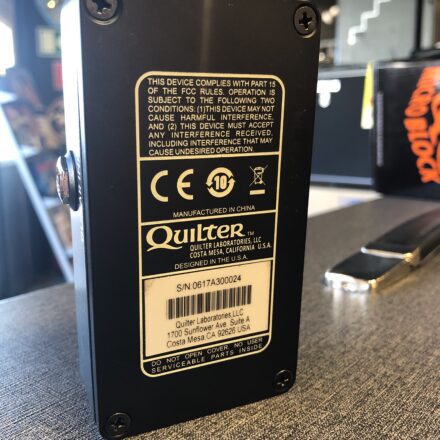 THIS DEVICE COMPLIES WITH PART 15
OF THE FCC RULES. OPERATION IS
SUBJECT TO THE FOLLOWING TWO
CONDITIONS: (1)THIS DEVICE MAY NOT
CAUSE HARMFUL INTERFERENCE,
AND (2) THIS DEVICE MUST ACCEPT
ANY INTERFERENCE RECEIVED,
INCLUDING INTERFERENCE THAT MAY
CAUSE UNDESIRED OPERATION.
CE 10
MANUFACTURED IN CHINA
QUILTER™
QUILTER LABORATORIES, LLC
COSTA MESA, CALIFORNIA U.S.A.
DESIGNED IN THE U.S.A.
S/N:0617A300024
Quilter Laboratories,LLC
1700 Sunflower Ave. Suite A
Costa Mesa,CA 92626 USA
DO NOT OPEN COVER, NO USER
SERVICEABLE PARTS INSIDE
BLOCK